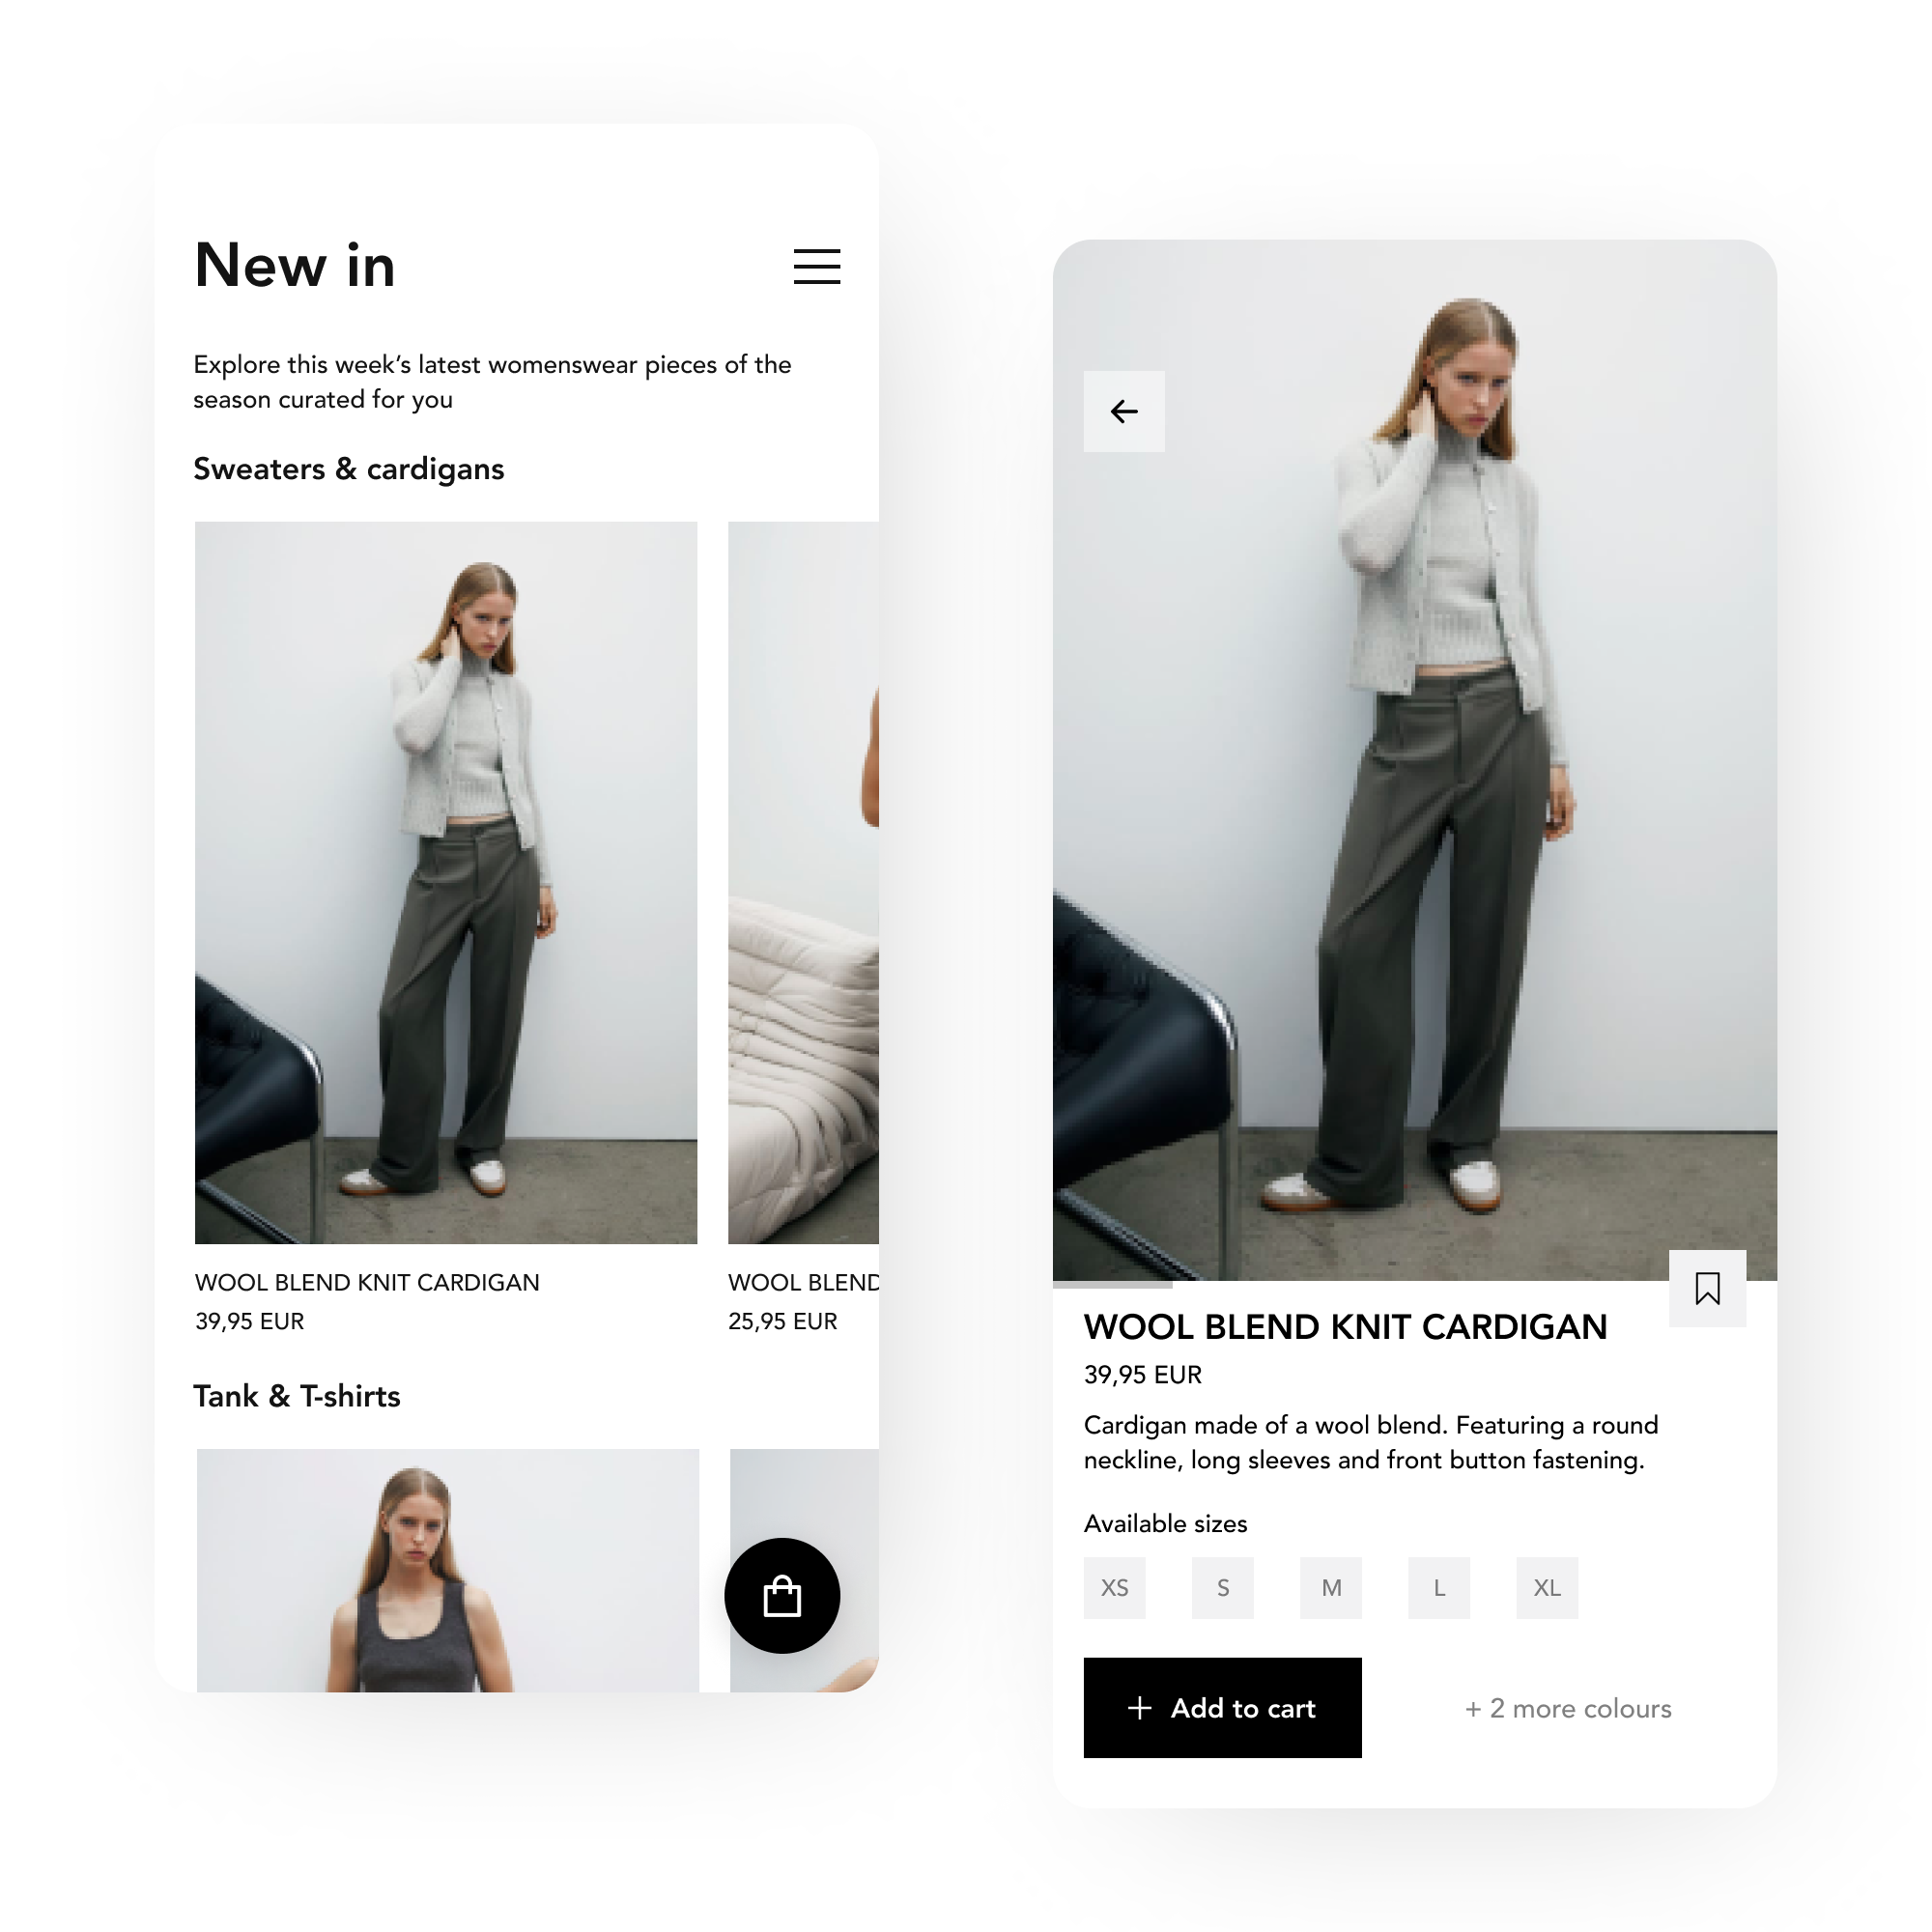 New in
Explore this week’s latest womenswear pieces of the
season curated for you
Sweaters & cardigans
WOOL BLEND KNIT CARDIGAN
39,95 EUR
WOOL BLEND
25,95 EUR
Tank & T-shirts
WOOL BLEND KNIT CARDIGAN
39,95 EUR
Cardigan made of a wool blend. Featuring a round
neckline, long sleeves and front button fastening.
Available sizes
XS S M L XL
+ Add to cart
+ 2 more colours